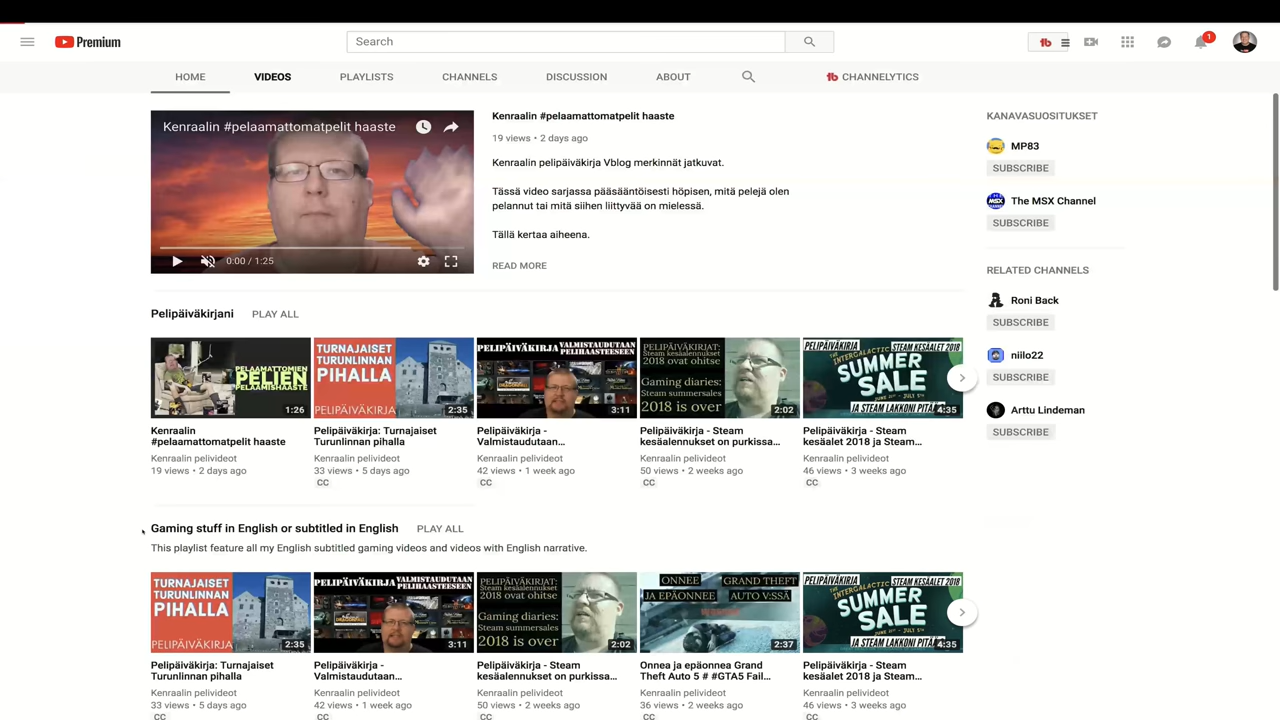 Premium
Search
1
HOME
VIDEOS
PLAYLISTS
CHANNELS
DISCUSSION
ABOUT
CHANNELYTICS
Kenraalin #pelaamattomatpelit haaste
0:00 / 1:25
Kenraalin #pelaamattomatpelit haaste
19 views • 2 days ago
Kenraalin pelipäiväkirja Vblog merkinnät jatkuvat.
Tässä video sarjassa pääsääntöisesti höpisen, mitä pelejä olen
pelannut tai mitä siihen liittyvää on mielessä.
Tällä kertaa aiheena.
READ MORE
KANAVASUOSITUKSET
MP83
SUBSCRIBE
The MSX Channel
SUBSCRIBE
RELATED CHANNELS
Roni Back
SUBSCRIBE
niilo22
SUBSCRIBE
Arttu Lindeman
SUBSCRIBE
Pelipäiväkirjani
PLAY ALL
PELAAMATTOMIEN
PELIEN
PELAAMISHAASTE
1:26
Kenraalin
#pelaamattomatpelit haaste
Kenraalin pelivideot
19 views • 2 days ago
TURNAJAISET
TURUNLINNAN
PIHALLA
PELIPÄIVÄKIRJA
2:35
Pelipäiväkirja: Turnajaiset
Turunlinnan pihalla
Kenraalin pelivideot
33 views • 5 days ago
CC
PELIPÄIVÄKIRJA VALMISTAUDUTAAN
PELIHAASTEESEEN
3:11
Pelipäiväkirja -
Valmistaudutaan...
Kenraalin pelivideot
42 views • 1 week ago
CC
PELIPÄIVÄKIRJAT:
Steam kesäalennukset
2018 ovat ohitse
Gaming diaries:
Steam summersales
2018 is over
2:02
Pelipäiväkirja - Steam
kesäalennukset on purkissa...
Kenraalin pelivideot
50 views • 2 weeks ago
CC
PELIPÄIVÄKIRJA STEAM KESÄALET 2018
THE INTERGALACTIC
SUMMER
SALE
JUNE 21ST - JULY 5TH
JA STEAM LAKKONI PITÄÄ
4:35
Pelipäiväkirja - Steam
kesäalet 2018 ja Steam...
Kenraalin pelivideot
46 views • 3 weeks ago
CC
Gaming stuff in English or subtitled in English
PLAY ALL
This playlist feature all my English subtitled gaming videos and videos with English narrative.
TURNAJAISET
TURUNLINNAN
PIHALLA
PELIPÄIVÄKIRJA
2:35
Pelipäiväkirja: Turnajaiset
Turunlinnan pihalla
Kenraalin pelivideot
33 views • 5 days ago
CC
PELIPÄIVÄKIRJA VALMISTAUDUTAAN
PELIHAASTEESEEN
3:11
Pelipäiväkirja -
Valmistaudutaan...
Kenraalin pelivideot
42 views • 1 week ago
CC
PELIPÄIVÄKIRJAT:
Steam kesäalennukset
2018 ovat ohitse
Gaming diaries:
Steam summersales
2018 is over
2:02
Pelipäiväkirja - Steam
kesäalennukset on purkissa...
Kenraalin pelivideot
50 views • 2 weeks ago
CC
ONNEE GRAND THEFT
JA EPÄONNEE AUTO V:SSÄ
2:37
Onnea ja epäonnea Grand
Theft Auto 5 # #GTA5 Fail...
Kenraalin pelivideot
36 views • 2 weeks ago
CC
PELIPÄIVÄKIRJA STEAM KESÄALET 2018
THE INTERGALACTIC
SUMMER
SALE
JUNE 21ST - JULY 5TH
JA STEAM LAKKONI PITÄÄ
4:35
Pelipäiväkirja - Steam
kesäalet 2018 ja Steam...
Kenraalin pelivideot
46 views • 3 weeks ago
CC